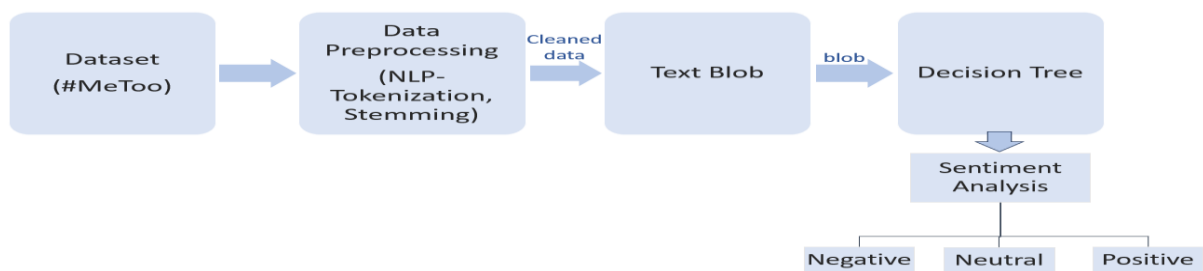 Dataset
(#MeToo)
Data
Preprocessing
(NLP-
Tokenization,
Stemming)
Cleaned
data
Text Blob
blob
Decision Tree
Sentiment
Analysis
Negative
Neutral
Positive